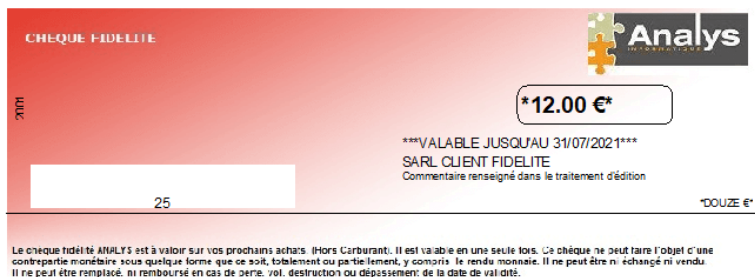 CHEQUE FIDELITE
Analys
INFORMATIQUE
2001
*12.00 €*
***VALABLE JUSQU'AU 31/07/2021***
SARL CLIENT FIDELITE
Commentaire renseigné dans le traitement d'édition
25
*DOUZE €*
Le chèque fidélité ANALYS est à valoir sur vos prochains achats. (Hors Carburant). Il est valable en une seule fois. Ce chèque ne peut faire l'objet d'une
contrepartie monétaire sous quelque forme que ce soit, totalement ou partiellement, y compris le rendu monnaie. Il ne peut être ni échangé ni vendu.
Il ne peut être remplacé, ni remboursé en cas de perte, vol, destruction ou dépassement de la date de validité.